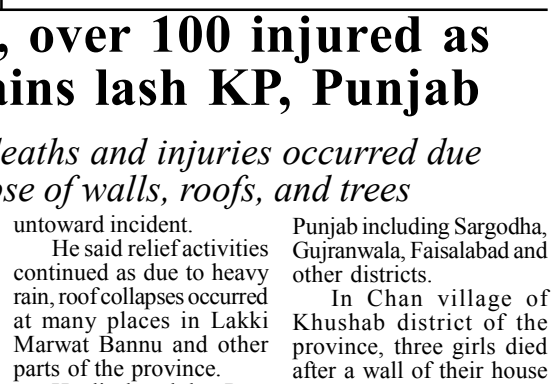 , over 100 injured as
ains lash KP, Punjab
deaths and injuries occurred due
pse of walls, roofs, and trees
untoward incident.
He said relief activities
continued as due to heavy
rain, roof collapses occurred
at many places in Lakki
Marwat Bannu and other
parts of the province.
Punjab including Sargodha,
Gujranwala, Faisalabad and
other districts.
In Chan village of
Khushab district of the
province, three girls died
after a wall of their house